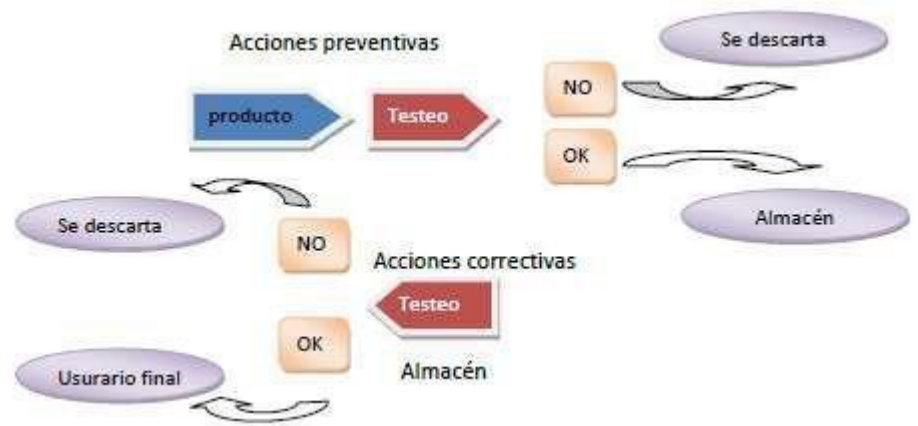 Acciones preventivas
Se descarta
producto
Testeo
NO
OK
Almacén
Se descarta
NO
Acciones correctivas
Testeo
OK
Almacén
Usurario final